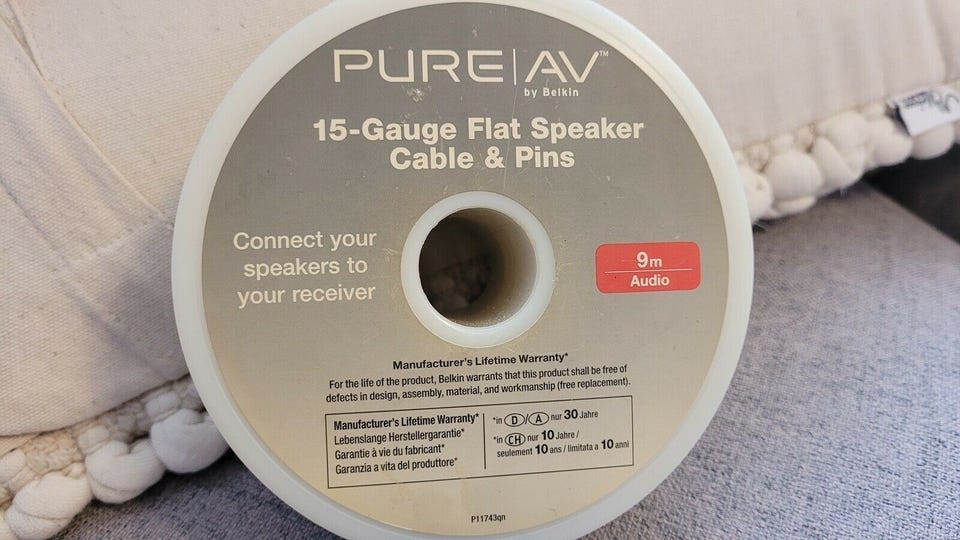 PURE|AV™
by Belkin
15-Gauge Flat Speaker
Cable & Pins
Connect your
speakers to
your receiver
9m
Audio
Manufacturer's Lifetime Warranty*
For the life of the product, Belkin warrants that this product shall be free of
defects in design, assembly, material, and workmanship (free replacement).
Manufacturer's Lifetime Warranty*
Lebenslange Herstellergarantie*
Garantie à vie du fabricant*
Garanzia a vita del produttore*
*in D/A nur 30 Jahre
*in CH nur 10 Jahre /
seulement 10 ans / limitata a 10 anni
P11743qn